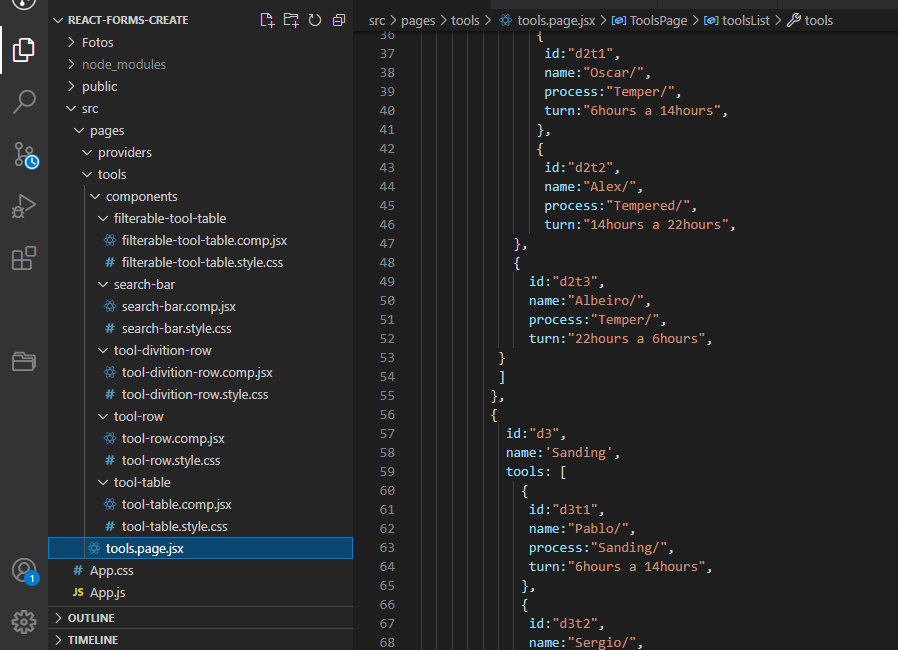 REACT-FORMS-CREATE
Fotos
node_modules
public
src
pages
providers
tools
components
filterable-tool-table
filterable-tool-table.comp.jsx
# filterable-tool-table.style.css
search-bar
search-bar.comp.jsx
# search-bar.style.css
tool-divition-row
tool-divition-row.comp.jsx
# tool-divition-row.style.css
tool-row
tool-row.comp.jsx
# tool-row.style.css
tool-table
tool-table.comp.jsx
# tool-table.style.css
tools.page.jsx
# App.css
JS App.js
OUTLINE
TIMELINE
1
src > pages > tools > tools.page.jsx > ToolsPage > toolsList > tools
36 {
37 id:"d2t1",
38 name:"Oscar/",
39 process:"Temper/",
40 turn:"6hours a 14hours",
41 },
42 {
43 id:"d2t2",
44 name:"Alex/",
45 process:"Tempered/",
46 turn:"14hours a 22hours",
47 },
48 {
49 id:"d2t3",
50 name:"Albeiro/",
51 process:"Temper/",
52 turn:"22hours a 6hours",
53 }
54 ]
55 },
56 {
57 id:"d3",
58 name:'Sanding',
59 tools: [
60 {
61 id:"d3t1",
62 name:"Pablo/",
63 process:"Sanding/",
64 turn:"6hours a 14hours",
65 },
66 {
67 id:"d3t2",
68 name:"Sergio/",